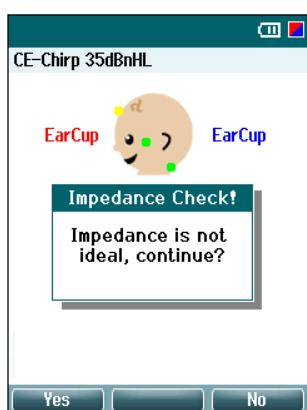 CE-Chirp 35dBnHL
EarCup EarCup
Impedance Check!
Impedance is not
ideal, continue?
Yes No